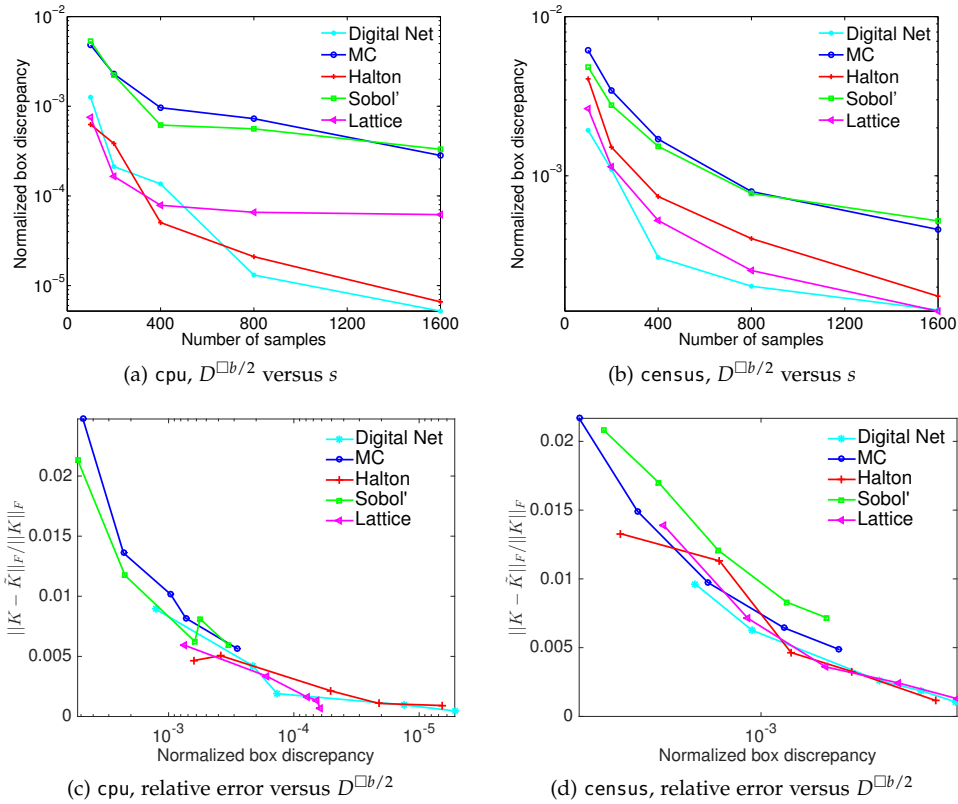 10^{-2}
10^{-3}
10^{-4}
10^{-5}
Normalized box discrepancy
Digital Net
MC
Halton
Sobol'
Lattice
0 400 800 1200 1600
Number of samples
(a) cpu, D^{□b/2} versus s
10^{-2}
10^{-3}
Normalized box discrepancy
Digital Net
MC
Halton
Sobol'
Lattice
0 400 800 1200 1600
Number of samples
(b) census, D^{□b/2} versus s
0.02
0.015
0.01
0.005
0
||K − K̃||_F/||K||_F
Digital Net
MC
Halton
Sobol'
Lattice
10^{-3} 10^{-4} 10^{-5}
Normalized box discrepancy
(c) cpu, relative error versus D^{□b/2}
0.02
0.015
0.01
0.005
0
||K − K̃||_F/||K||_F
Digital Net
MC
Halton
Sobol'
Lattice
10^{-3}
Normalized box discrepancy
(d) census, relative error versus D^{□b/2}